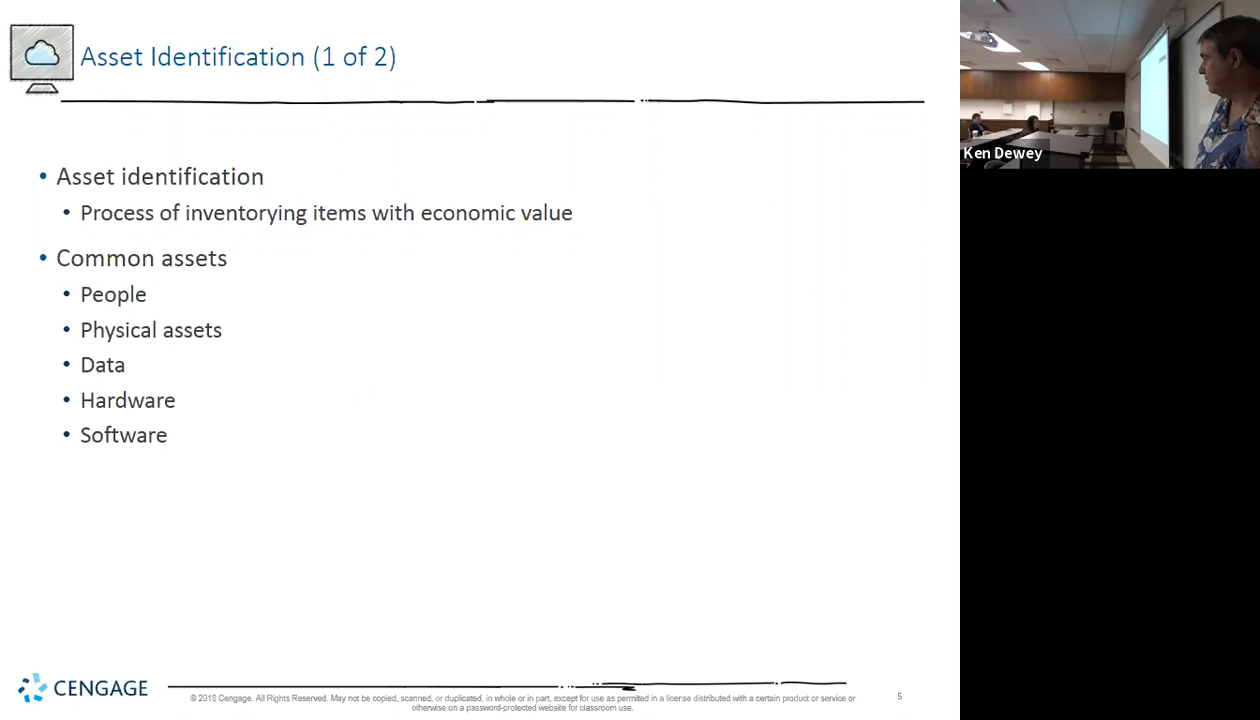 Asset Identification (1 of 2)
• Asset identification
• Process of inventorying items with economic value
• Common assets
• People
• Physical assets
• Data
• Hardware
• Software
CENGAGE
© 2018 Cengage. All Rights Reserved. May not be copied, scanned, or duplicated, in whole or in part, except for use as permitted in a license distributed with a certain product or service or
otherwise on a password-protected website for classroom use.
5
Ken Dewey